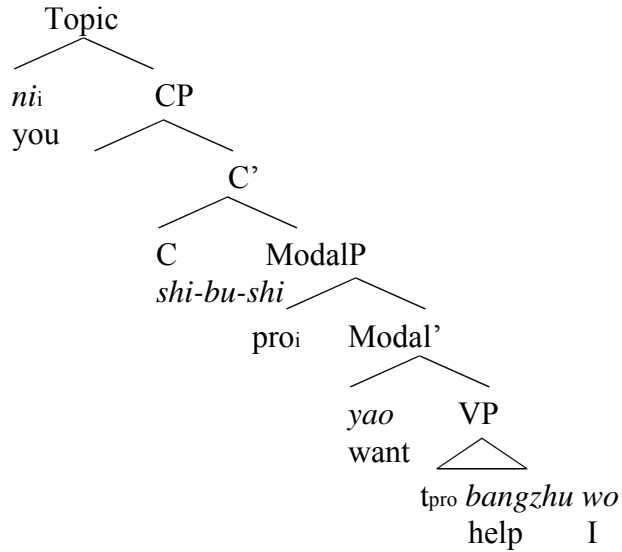 Topic
niᵢ CP
you
C’
C ModalP
shi-bu-shi
proᵢ Modal’
yao VP
want
tpro bangzhu wo
help I